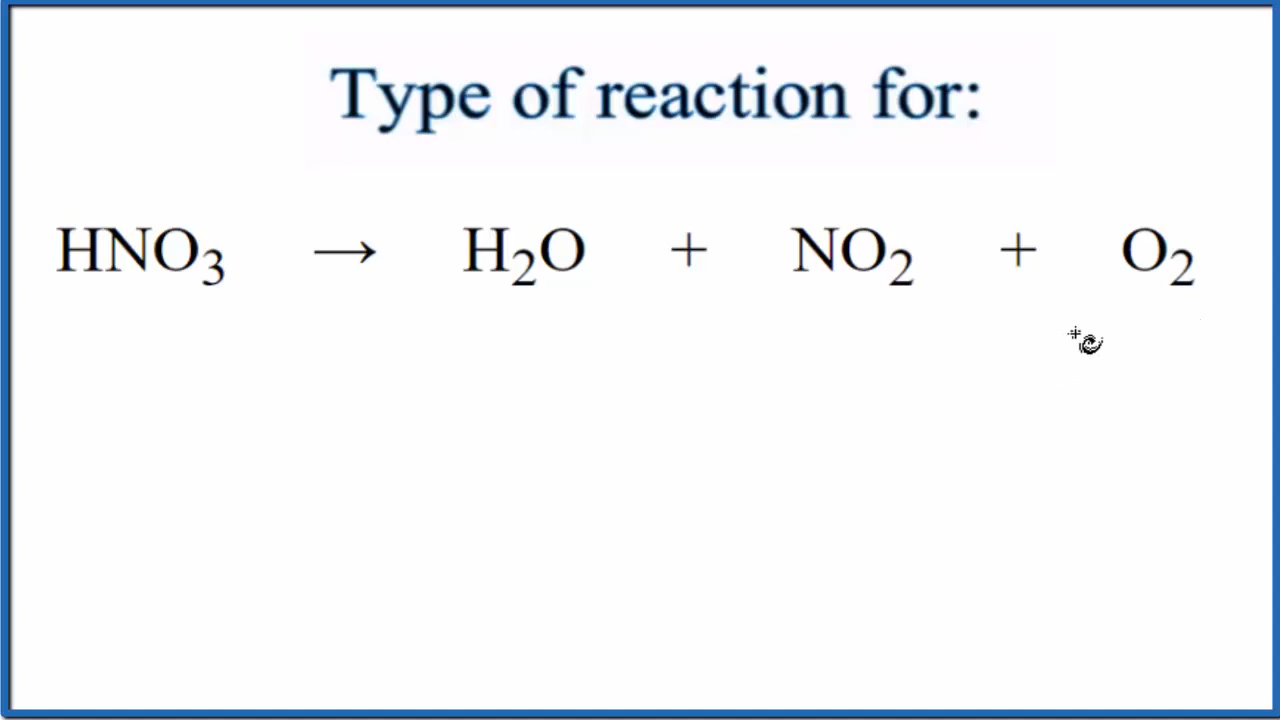 Type of reaction for:
HNO₃ → H₂O + NO₂ + O₂